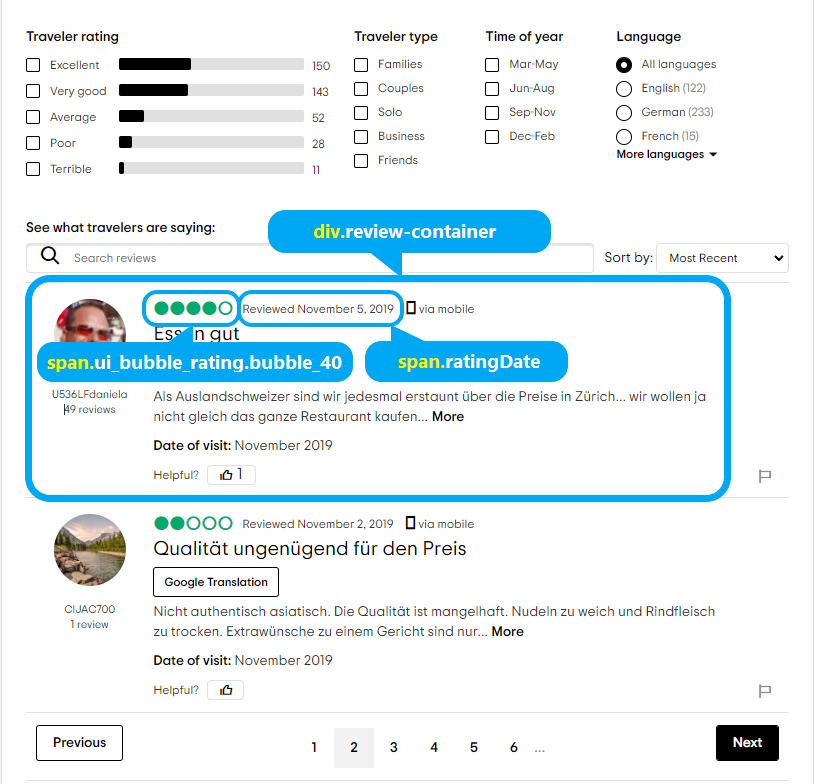 Traveler rating
Excellent 150
Very good 143
Average 52
Poor 28
Terrible 11
Traveler type
Families
Couples
Solo
Business
Friends
Time of year
Mar-May
Jun-Aug
Sep-Nov
Dec-Feb
Language
All languages
English (122)
German (233)
French (15)
More languages
See what travelers are saying:
div.review-container
Search reviews
Sort by: Most Recent
Reviewed November 5, 2019 via mobile
gut
span.ui_bubble_rating.bubble_40
span.ratingDate
U536LFdaniela
49 reviews
Als Auslandschweizer sind wir jedesmal erstaunt über die Preise in Zürich... wir wollen ja
nicht gleich das ganze Restaurant kaufen... More
Date of visit: November 2019
Helpful? 1
Reviewed November 2, 2019 via mobile
Qualität ungenügend für den Preis
Google Translation
CIJAC700
1 review
Nicht authentisch asiatisch. Die Qualität ist mangelhaft. Nudeln zu weich und Rindfleisch
zu trocken. Extrawünsche zu einem Gericht sind nur... More
Date of visit: November 2019
Helpful?
Previous
1 2 3 4 5 6 ...
Next